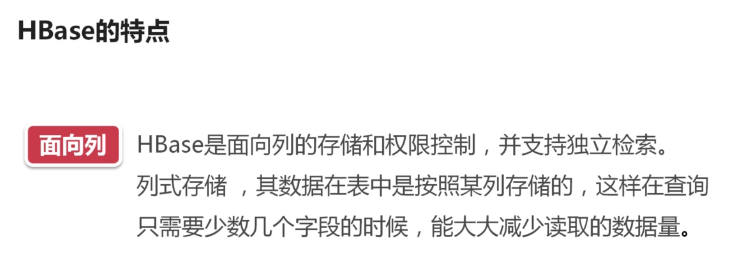 HBase的特点
面向列
HBase是面向列的存储和权限控制，并支持独立检索。
列式存储 ，其数据在表中是按照某列存储的，这样在查询
只需要少数几个字段的时候，能大大减少读取的数据量。